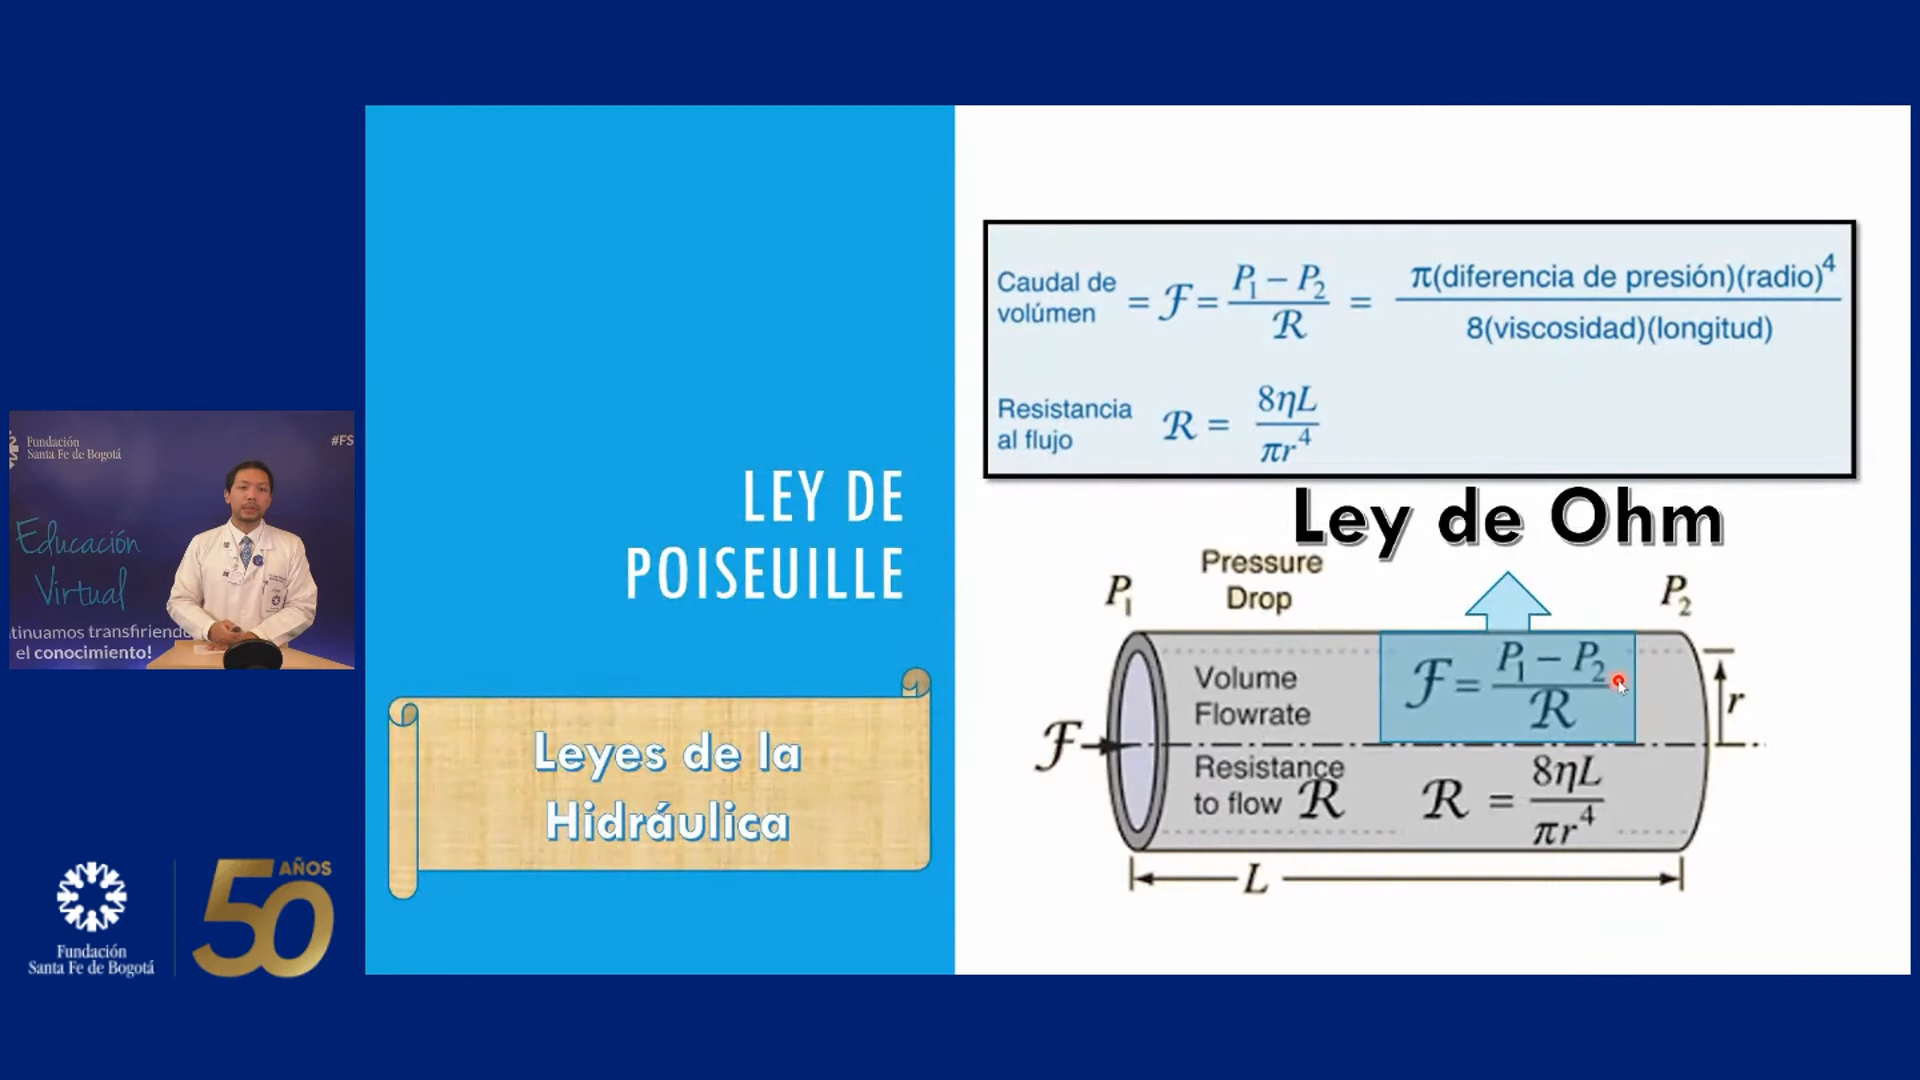 Fundación
Santa Fe de Bogotá
#FS
Educación
Virtual
tinuamos transfiriendo
el conocimiento!
Fundación
Santa Fe de Bogotá
50
AÑOS
LEY DE
POISEUILLE
Leyes de la
Hidráulica
Caudal de volúmen = ℱ = (P₁ − P₂)/ℛ = π(diferencia de presión)(radio)⁴ / 8(viscosidad)(longitud)
Resistancia al flujo ℛ = 8ηL/πr⁴
Ley de Ohm
Pressure
Drop
P₁
P₂
Volume
Flowrate
ℱ = (P₁ − P₂)/ℛ
r
ℱ
Resistance
to flow ℛ
ℛ = 8ηL/πr⁴
L